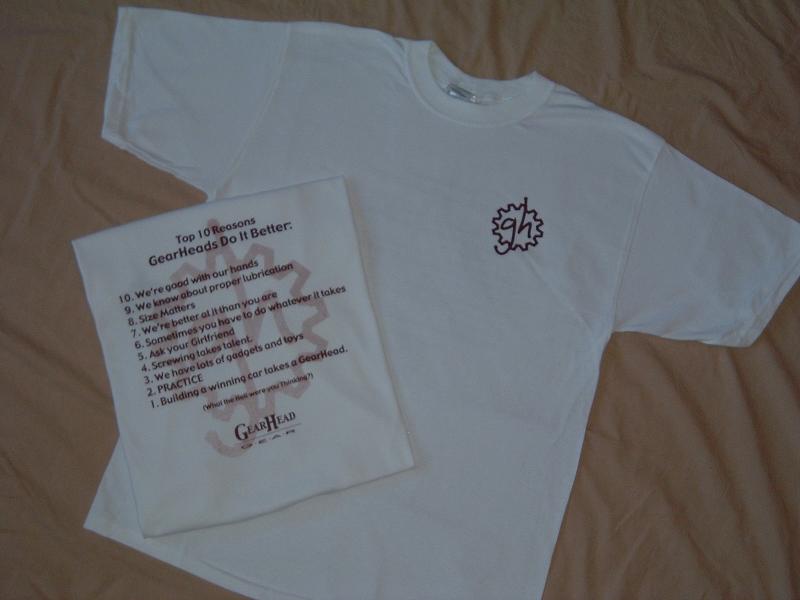 Top 10 Reasons
GearHeads Do It Better:
10. We're good with our hands
9. We know about proper lubrication
8. Size Matters
7. We're better at it than you are
6. Sometimes you have to do whatever it takes
5. Ask your Girlfriend
4. Screwing takes talent.
3. We have lots of gadgets and toys
2. PRACTICE
1. Building a winning car takes a GearHead.
(What the Hell were you Thinking?)
GEARHEAD
GEAR
gh